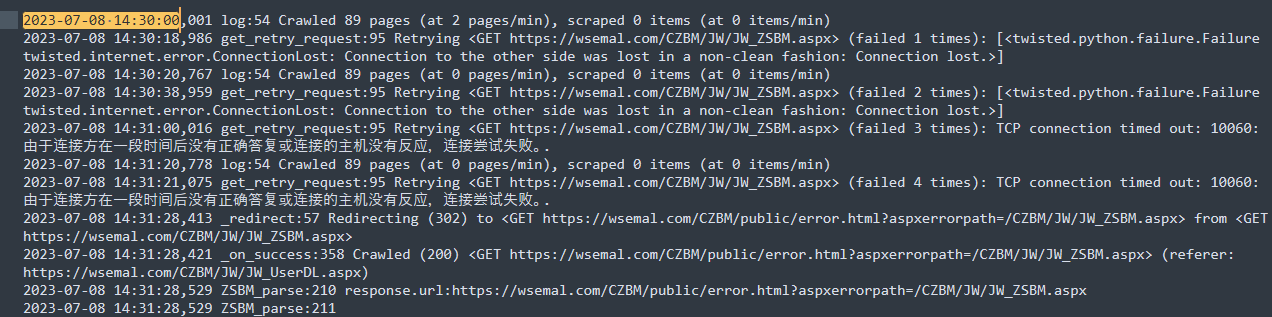 2023-07-08 14:30:00,001 log:54 Crawled 89 pages (at 2 pages/min), scraped 0 items (at 0 items/min)
2023-07-08 14:30:18,986 get_retry_request:95 Retrying <GET https://wsemal.com/CZBM/JW/JW_ZSBM.aspx> (failed 1 times): [<twisted.python.failure.Failure
twisted.internet.error.ConnectionLost: Connection to the other side was lost in a non-clean fashion: Connection lost.>]
2023-07-08 14:30:20,767 log:54 Crawled 89 pages (at 0 pages/min), scraped 0 items (at 0 items/min)
2023-07-08 14:30:38,959 get_retry_request:95 Retrying <GET https://wsemal.com/CZBM/JW/JW_ZSBM.aspx> (failed 2 times): [<twisted.python.failure.Failure
twisted.internet.error.ConnectionLost: Connection to the other side was lost in a non-clean fashion: Connection lost.>]
2023-07-08 14:31:00,016 get_retry_request:95 Retrying <GET https://wsemal.com/CZBM/JW/JW_ZSBM.aspx> (failed 3 times): TCP connection timed out: 10060:
由于连接方在一段时间后没有正确答复或连接的主机没有反应，连接尝试失败。.
2023-07-08 14:31:20,778 log:54 Crawled 89 pages (at 0 pages/min), scraped 0 items (at 0 items/min)
2023-07-08 14:31:21,075 get_retry_request:95 Retrying <GET https://wsemal.com/CZBM/JW/JW_ZSBM.aspx> (failed 4 times): TCP connection timed out: 10060:
由于连接方在一段时间后没有正确答复或连接的主机没有反应，连接尝试失败。.
2023-07-08 14:31:28,413 _redirect:57 Redirecting (302) to <GET https://wsemal.com/CZBM/public/error.html?aspxerrorpath=/CZBM/JW/JW_ZSBM.aspx> from <GET
https://wsemal.com/CZBM/JW/JW_ZSBM.aspx>
2023-07-08 14:31:28,421 _on_success:358 Crawled (200) <GET https://wsemal.com/CZBM/public/error.html?aspxerrorpath=/CZBM/JW/JW_ZSBM.aspx> (referer:
https://wsemal.com/CZBM/JW/JW_UserDL.aspx)
2023-07-08 14:31:28,529 ZSBM_parse:210 response.url:https://wsemal.com/CZBM/public/error.html?aspxerrorpath=/CZBM/JW/JW_ZSBM.aspx
2023-07-08 14:31:28,529 ZSBM_parse:211